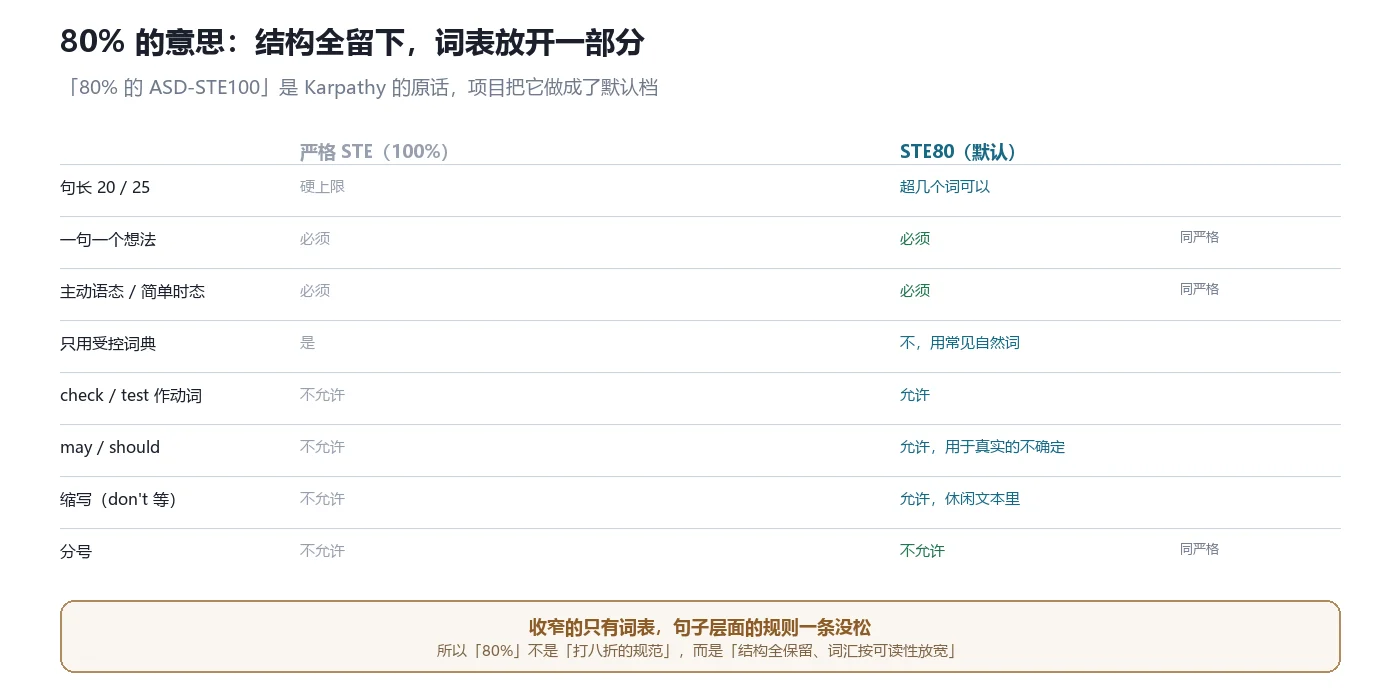 80% 的意思：结构全留下，词表放开一部分
「80% 的 ASD-STE100」是 Karpathy 的原话，项目把它做成了默认档
严格 STE（100%） STE80（默认）
句长 20 / 25 硬上限 超几个词可以
一句一个想法 必须 必须 同严格
主动语态 / 简单时态 必须 必须 同严格
只用受控词典 是 不，用常见自然词
check / test 作动词 不允许 允许
may / should 不允许 允许，用于真实的不确定
缩写（don't 等） 不允许 允许，休闲文本里
分号 不允许 不允许 同严格
收窄的只有词表，句子层面的规则一条没松
所以「80%」不是「打八折的规范」，而是「结构全保留、词汇按可读性放宽」